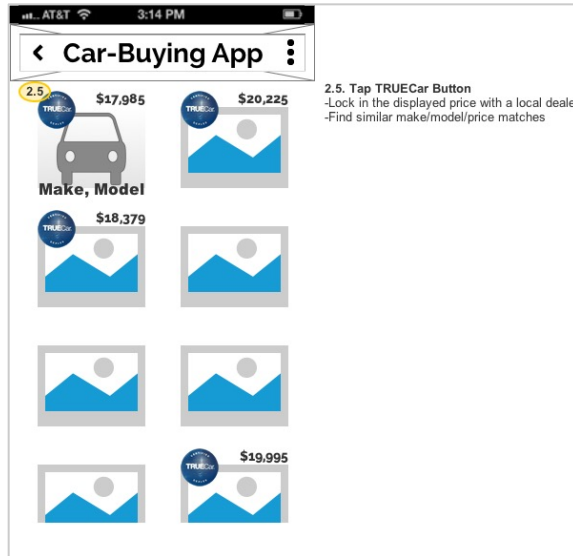 AT&T 3:14 PM
Car-Buying App
2.5 TRUECar $17,985 TRUECar $20,225
2.5. Tap TRUECar Button
-Lock in the displayed price with a local deale
-Find similar make/model/price matches
Make, Model
TRUECar $18,379
TRUECar $19,995